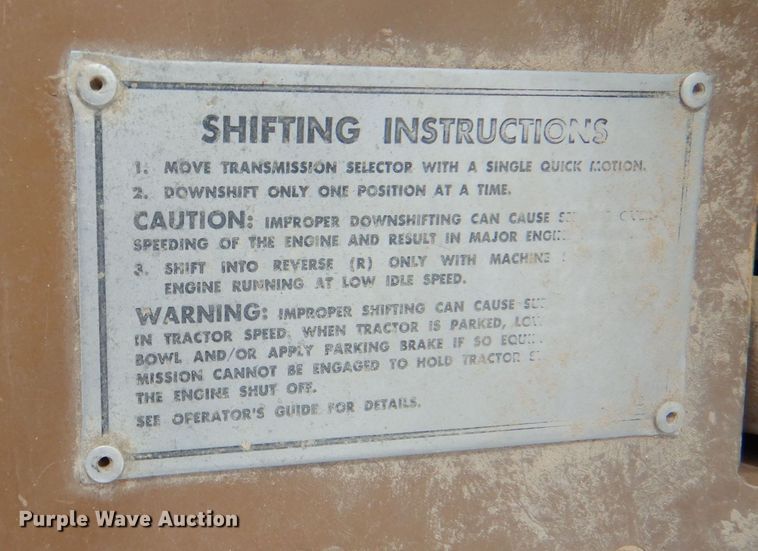 SHIFTING INSTRUCTIONS
1. MOVE TRANSMISSION SELECTOR WITH A SINGLE QUICK MOTION.
2. DOWNSHIFT ONLY ONE POSITION AT A TIME.
CAUTION: IMPROPER DOWNSHIFTING CAN CAUSE
SPEEDING OF THE ENGINE AND RESULT IN MAJOR
3. SHIFT INTO REVERSE (R) ONLY WITH MACHINE
ENGINE RUNNING AT LOW IDLE SPEED.
WARNING: IMPROPER SHIFTING CAN CAUSE
IN TRACTOR SPEED. WHEN TRACTOR IS PARKED,
BOWL AND/OR APPLY PARKING BRAKE IF SO
MISSION CANNOT BE ENGAGED TO HOLD TRACTOR
THE ENGINE SHUT OFF.
SEE OPERATOR'S GUIDE FOR DETAILS.
Purple Wave Auction